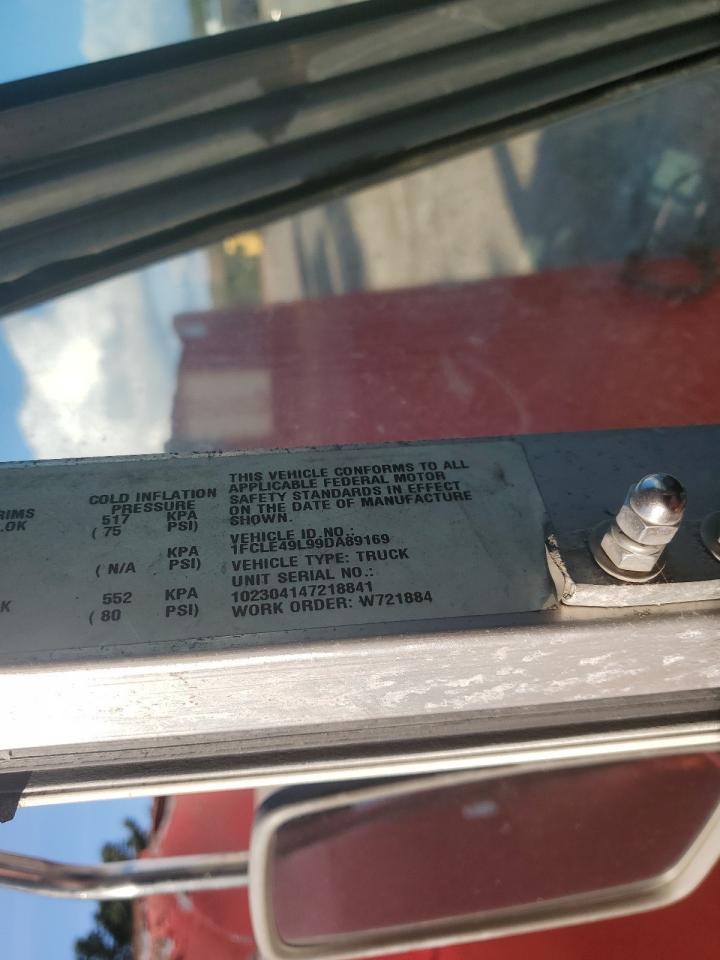 RIMS
.OK
K
COLD INFLATION
PRESSURE
517 KPA
( 75 PSI)
KPA
( N/A PSI)
552 KPA
( 80 PSI)
THIS VEHICLE CONFORMS TO ALL
APPLICABLE FEDERAL MOTOR
SAFETY STANDARDS IN EFFECT
ON THE DATE OF MANUFACTURE
SHOWN.
VEHICLE ID NO.:
1FCLE49L99DA89169
VEHICLE TYPE: TRUCK
UNIT SERIAL NO.:
102304147218841
WORK ORDER: W721884